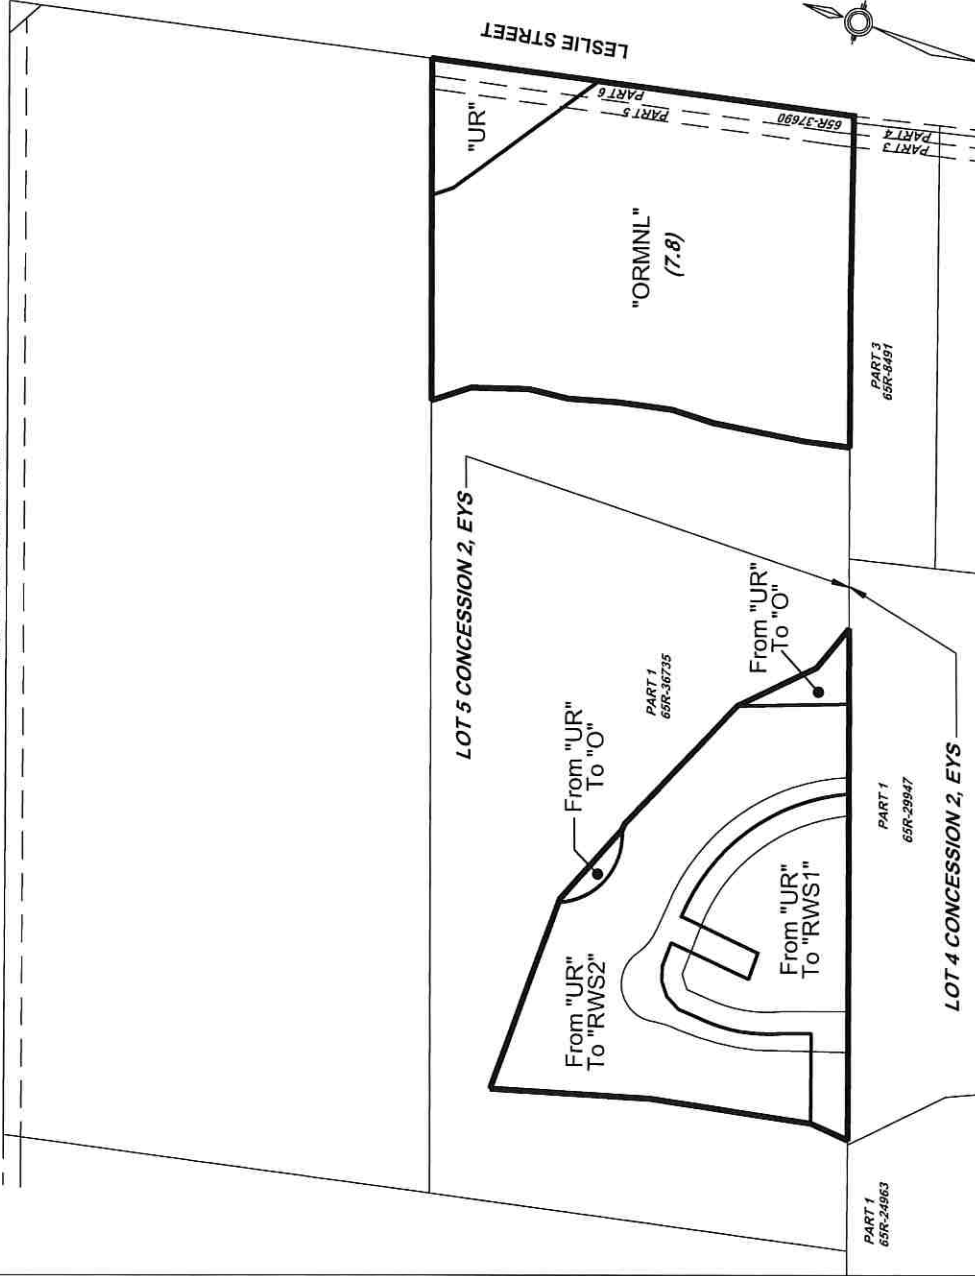 LESLIE STREET
"UR"
PART 6
PART 5
65R-37690
PART 4
PART 3
"ORMNL"
(7.8)
PART 3
65R-8491
LOT 5 CONCESSION 2, EYS
From "UR"
To "O"
PART 1
65R-36735
From "UR"
To "O"
From "UR"
To "RWS2"
From "UR"
To "RWS1"
PART 1
65R-29947
LOT 4 CONCESSION 2, EYS
PART 1
65R-24963